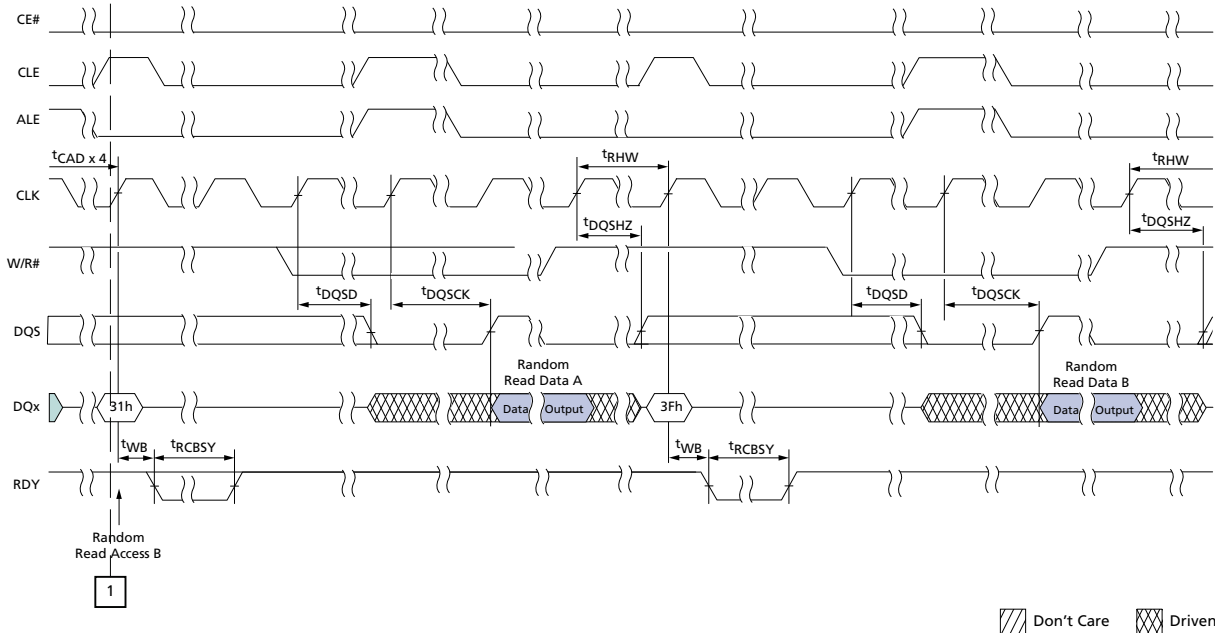 CE#
CLE
ALE
tCAD x 4
tRHW
tRHW
CLK
tDQSHZ
tDQSHZ
W/R#
tDQSD
tDQSCK
tDQSD
tDQSCK
DQS
Random
Read Data A
Random
Read Data B
DQx
31h
Data Output
3Fh
Data Output
tWB
tRCBSY
tWB
tRCBSY
RDY
Random
Read Access B
1
Don't Care
Driven